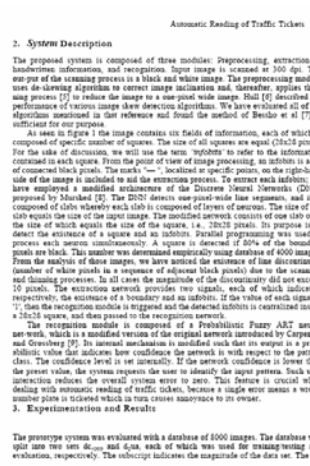 Automatic Reading of Traffic Tickets
2. System Description
The proposed system is composed of three modules: Preprocessing, extraction
handwritten information, and recognition. Input image is scanned at 300 dpi. T
out-put of the scanning process is a black and white image. The preprocessing mod
uses de-skewing algorithm to correct image inclination and, thereafter, applies th
ning process [5] to reduce the image to a one-pixel wide image. Hull [6] described
performance of various image skew detection algorithms. We have evaluated all of
algorithms mentioned in that reference and found the method of Bessho et al [7]
sufficient for our purpose.
As seen in figure 1 the image contains six fields of information, each of which
composed of specific number of squares. The size of all squares are equal (28x28 pix
For the sake of discussion, we will use the term "infobits" to refer to the informat
contained in each square. From the point of view of image processing, an infobits is a
of connected black pixels. The marks "— ", localized at specific points, on the right-h
side of the image is included to aid the extraction process. To extract each infobits,
have employed a modified architecture of the Discrete Neural Networks (DN
proposed by Murshed [8]. The DNN detects one-pixel-wide line segments, and i
composed of slabs whereby each slab is composed of layers of neurons. The size of
slab equals the size of the input image. The modified network consists of one slab o
the size of which equals the size of the square, i.e., 28x28 pixels. Its purpose is
detect the existence of a square and an infobits. Parallel programming was used
process each neuron simultaneously. A square is detected if 80% of the bound
pixels are black. This number was determined empirically using database of 4000 imag
From the analysis of those images, we have noticed the existence of line discontinu
(number of white pixels in a sequence of adjacent black pixels) due to the scann
and thinning processes. In all cases the magnitude of the discontinuity did not exc
10 pixels. The extraction network provides two signals, each of which indicat
respectively, the existence of a boundary and an infobits. If the value of each signa
'1', then the recognition module is triggered and the detected infobits is centralized ins
a 28x28 square, and then passed to the recognition network.
The recognition module is composed of a Probabilistic Fuzzy ART ne
net-work, which is a modified version of the original network introduced by Carpen
and Grossberg [9]. Its internal mechanism is modified such that its output is a pr
abilistic value that indicates how confidence the network is with respect to the patt
class. The confidence level is set internally. If the network confidence is lower th
the preset value, the system requests the user to identify the input pattern. Such u
interaction reduces the overall system error to zero. This feature is crucial wh
dealing with automatic reading of traffic tickets, because a single error means a wr
number plate is ticketed which in turn causes annoyance to its owner.
3. Experimentation and Results
The prototype system was evaluated with a database of 8000 images. The database w
split into two sets and each of which was used for training/testing
evaluation, respectively. The subscript indicates the magnitude of the data set. The